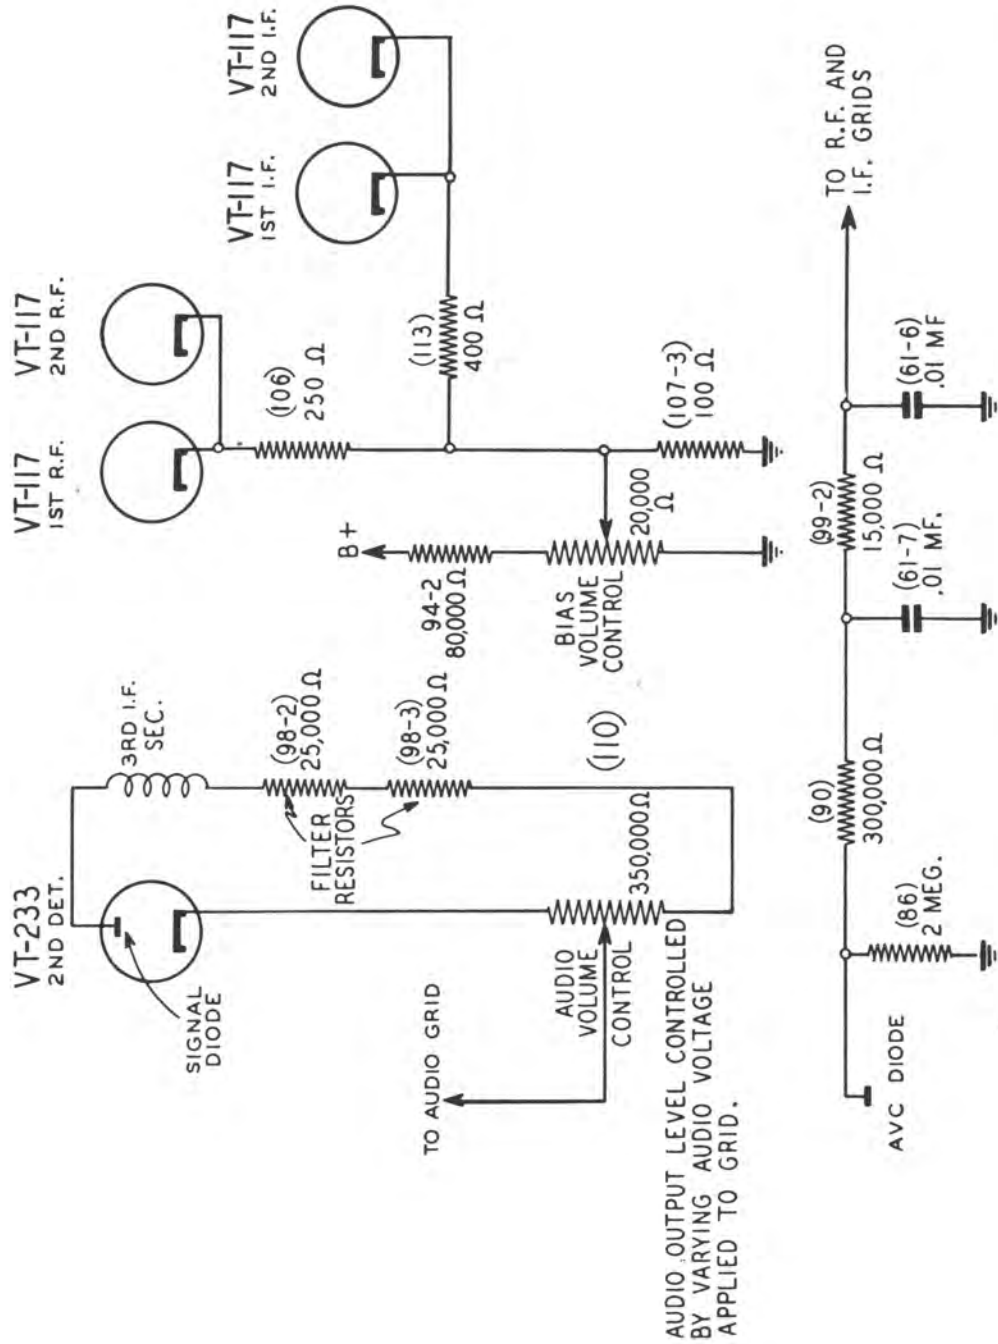 VT-233
2ND DET.
SIGNAL
DIODE
3RD I.F.
SEC.
(98-2)
25,000 Ω
FILTER
RESISTORS
(98-3)
25,000 Ω
TO AUDIO GRID
AUDIO
VOLUME
CONTROL
350,000Ω
(110)
AUDIO OUTPUT LEVEL CONTROLLED
BY VARYING AUDIO VOLTAGE
APPLIED TO GRID.
VT-117
1ST R.F.
VT-117
2ND R.F.
(106)
250 Ω
B+
94-2
80,000Ω
BIAS
VOLUME
CONTROL
20,000
Ω
(107-3)
100 Ω
(113)
400 Ω
VT-117
1ST I.F.
VT-117
2ND I.F.
AVC DIODE
(86)
2 MEG.
(90)
300,000 Ω
(61-7)
.01 MF.
(99-2)
15,000 Ω
(61-6)
.01 MF
TO R.F. AND
I.F. GRIDS